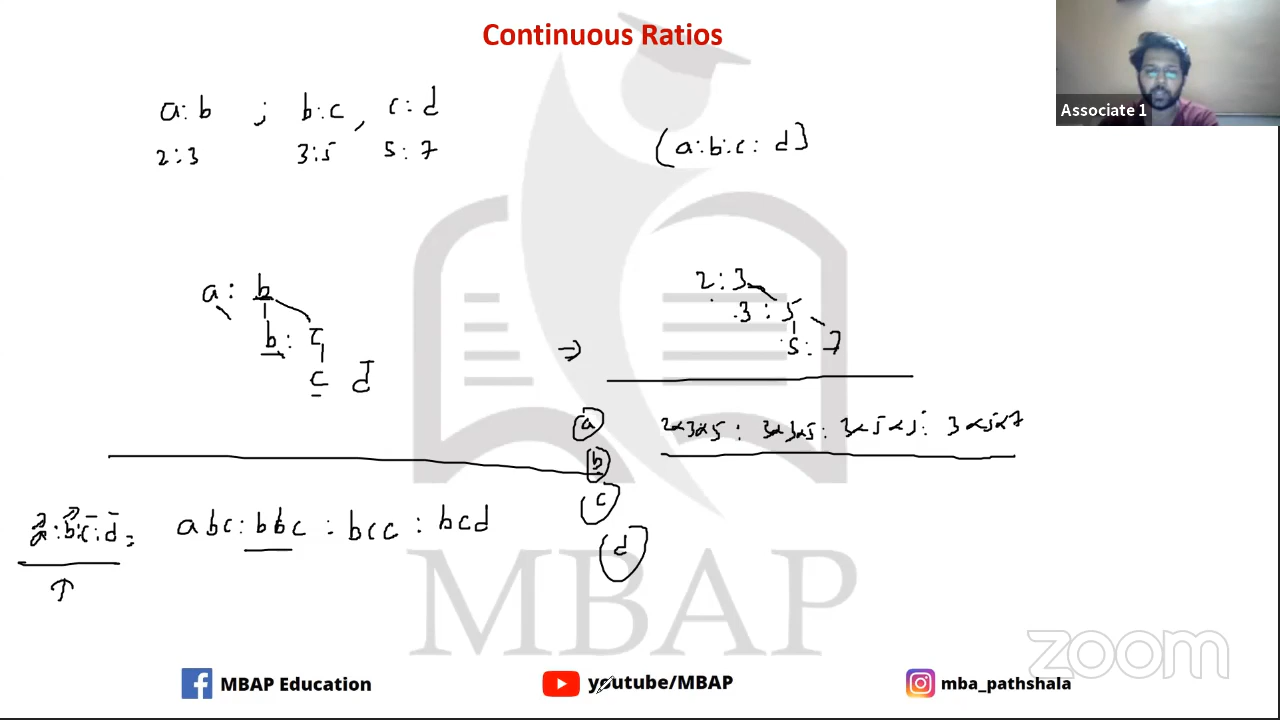 Continuous Ratios
Associate 1
a:b ; b:c , c:d
2:3 3:5 5:7
(a:b:c: d)
a: b
b: c
c d
2:3
3:5
5:7
⇒
2×3×5 : 3×3×5 : 3×5×5 : 3×5×7
a
b
c
d
a:b:c:d = abc:bbc : bcc : bcd
↑
MBAP
zoom
MBAP Education
youtube/MBAP
mba_pathshala